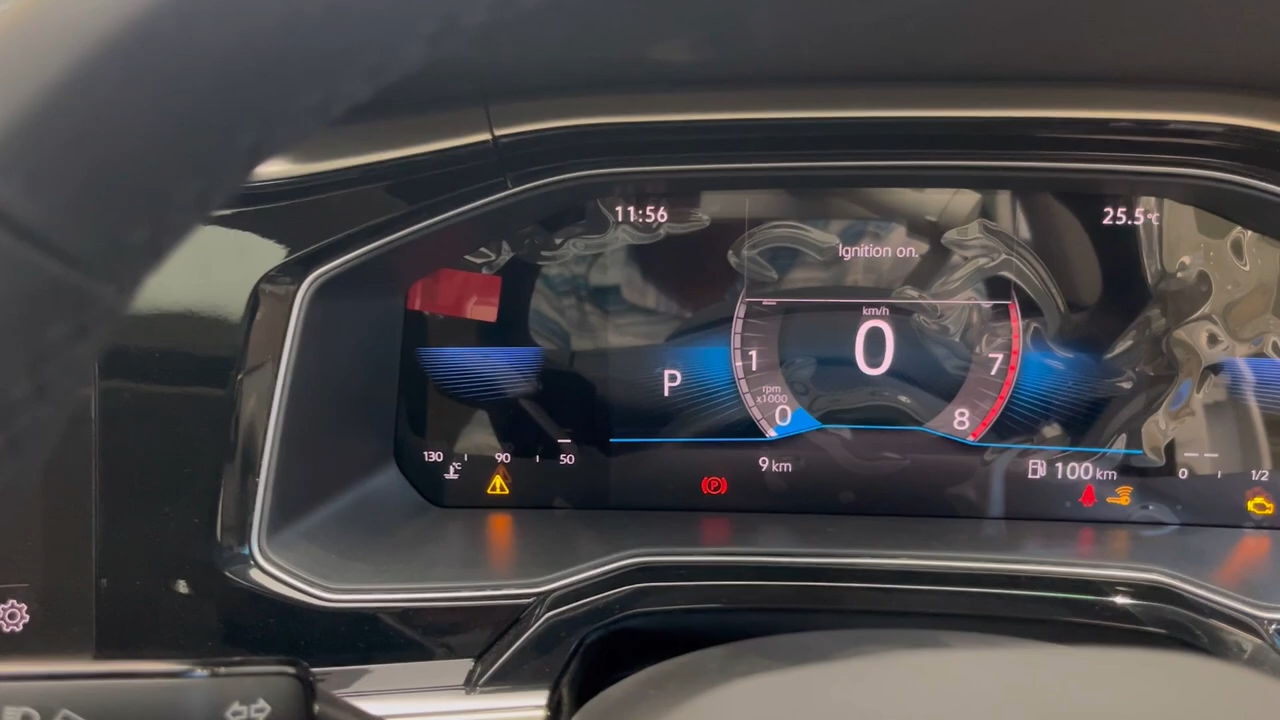 11:56
25.5°C
Ignition on.
km/h
0
1
7
P
rpm
x1000
0
8
130
90
50
°C
9 km
100 km
0
1/2
P